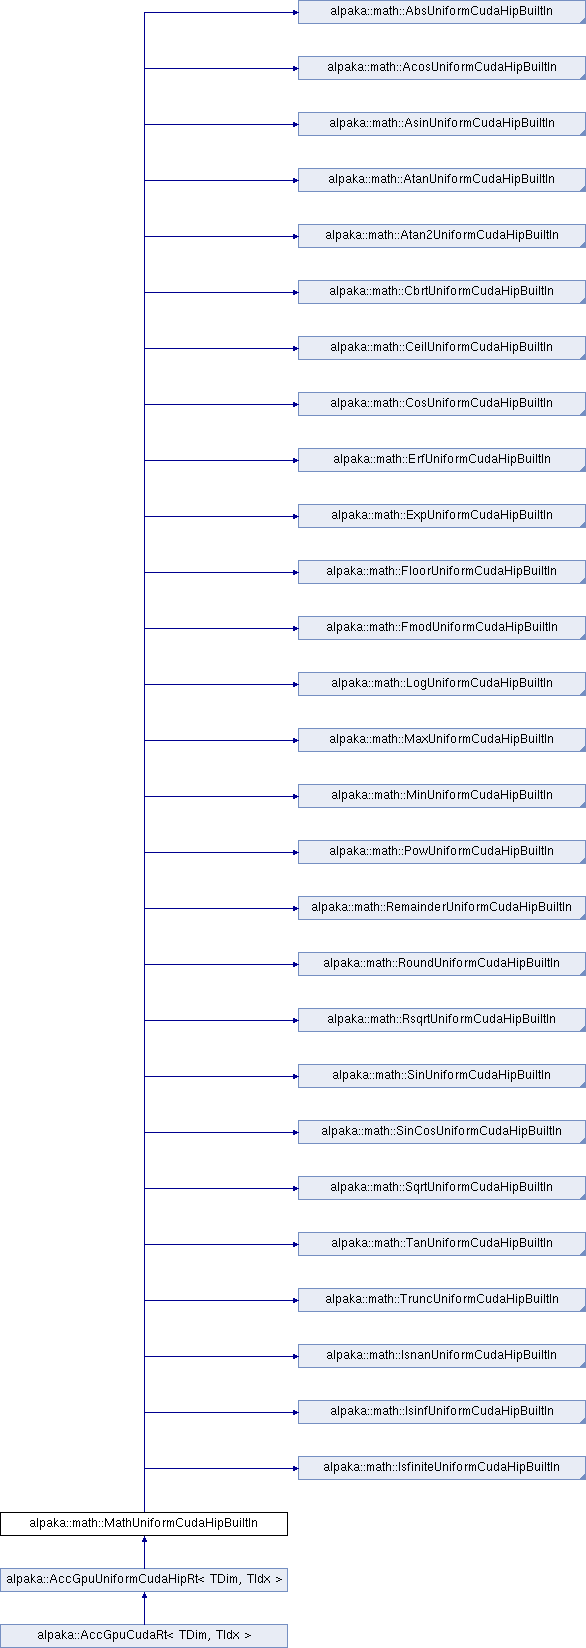 alpaka::math::AbsUniformCudaHipBuiltIn
alpaka::math::AcosUniformCudaHipBuiltIn
alpaka::math::AsinUniformCudaHipBuiltIn
alpaka::math::AtanUniformCudaHipBuiltIn
alpaka::math::Atan2UniformCudaHipBuiltIn
alpaka::math::CbrtUniformCudaHipBuiltIn
alpaka::math::CeilUniformCudaHipBuiltIn
alpaka::math::CosUniformCudaHipBuiltIn
alpaka::math::ErfUniformCudaHipBuiltIn
alpaka::math::ExpUniformCudaHipBuiltIn
alpaka::math::FloorUniformCudaHipBuiltIn
alpaka::math::FmodUniformCudaHipBuiltIn
alpaka::math::LogUniformCudaHipBuiltIn
alpaka::math::MaxUniformCudaHipBuiltIn
alpaka::math::MinUniformCudaHipBuiltIn
alpaka::math::PowUniformCudaHipBuiltIn
alpaka::math::RemainderUniformCudaHipBuiltIn
alpaka::math::RoundUniformCudaHipBuiltIn
alpaka::math::RsqrtUniformCudaHipBuiltIn
alpaka::math::SinUniformCudaHipBuiltIn
alpaka::math::SinCosUniformCudaHipBuiltIn
alpaka::math::SqrtUniformCudaHipBuiltIn
alpaka::math::TanUniformCudaHipBuiltIn
alpaka::math::TruncUniformCudaHipBuiltIn
alpaka::math::IsnanUniformCudaHipBuiltIn
alpaka::math::IsinfUniformCudaHipBuiltIn
alpaka::math::IsfiniteUniformCudaHipBuiltIn
alpaka::math::MathUniformCudaHipBuiltIn
alpaka::AccGpuUniformCudaHipRt< TDim, TIdx >
alpaka::AccGpuCudaRt< TDim, TIdx >